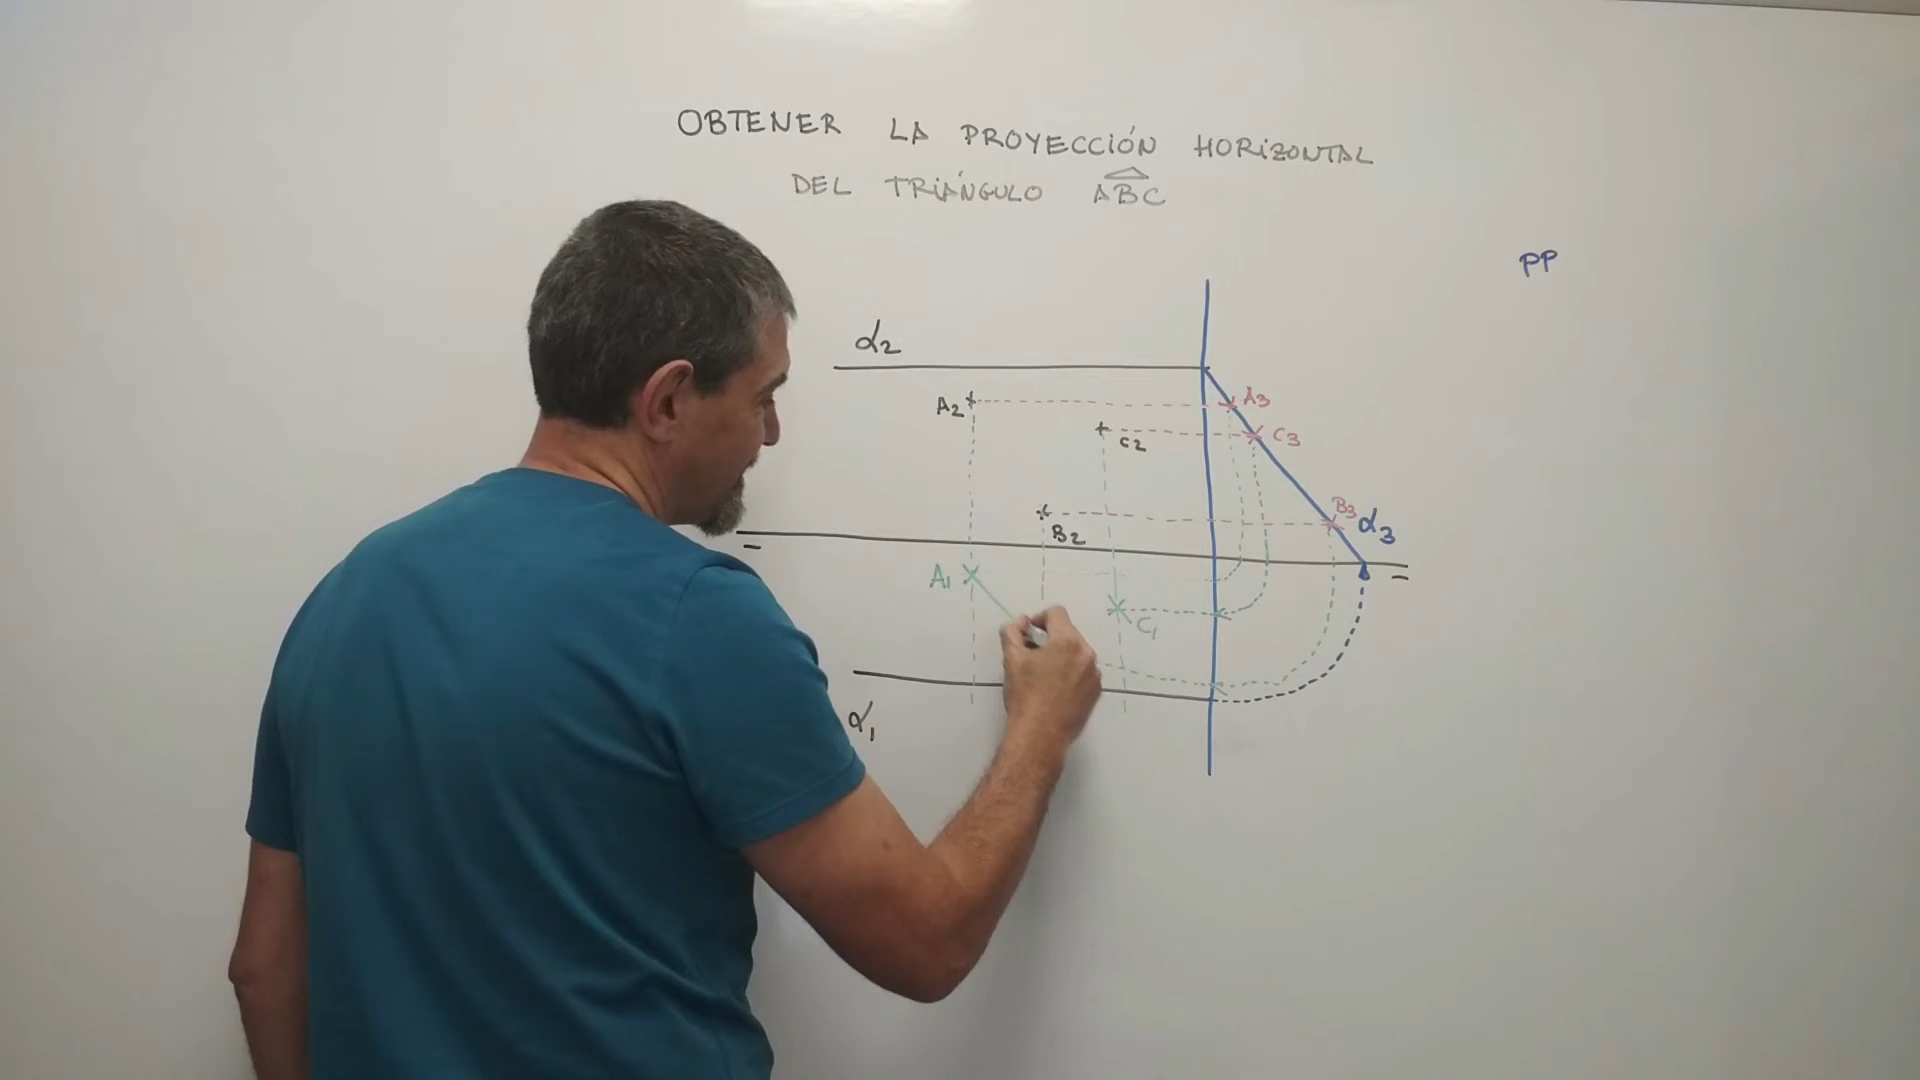 OBTENER LA PROYECCIÓN HORIZONTAL
DEL TRIÁNGULO ABC
PP
α2
A2
A3
C2
C3
B2
B3
α3
A1
C1
α1